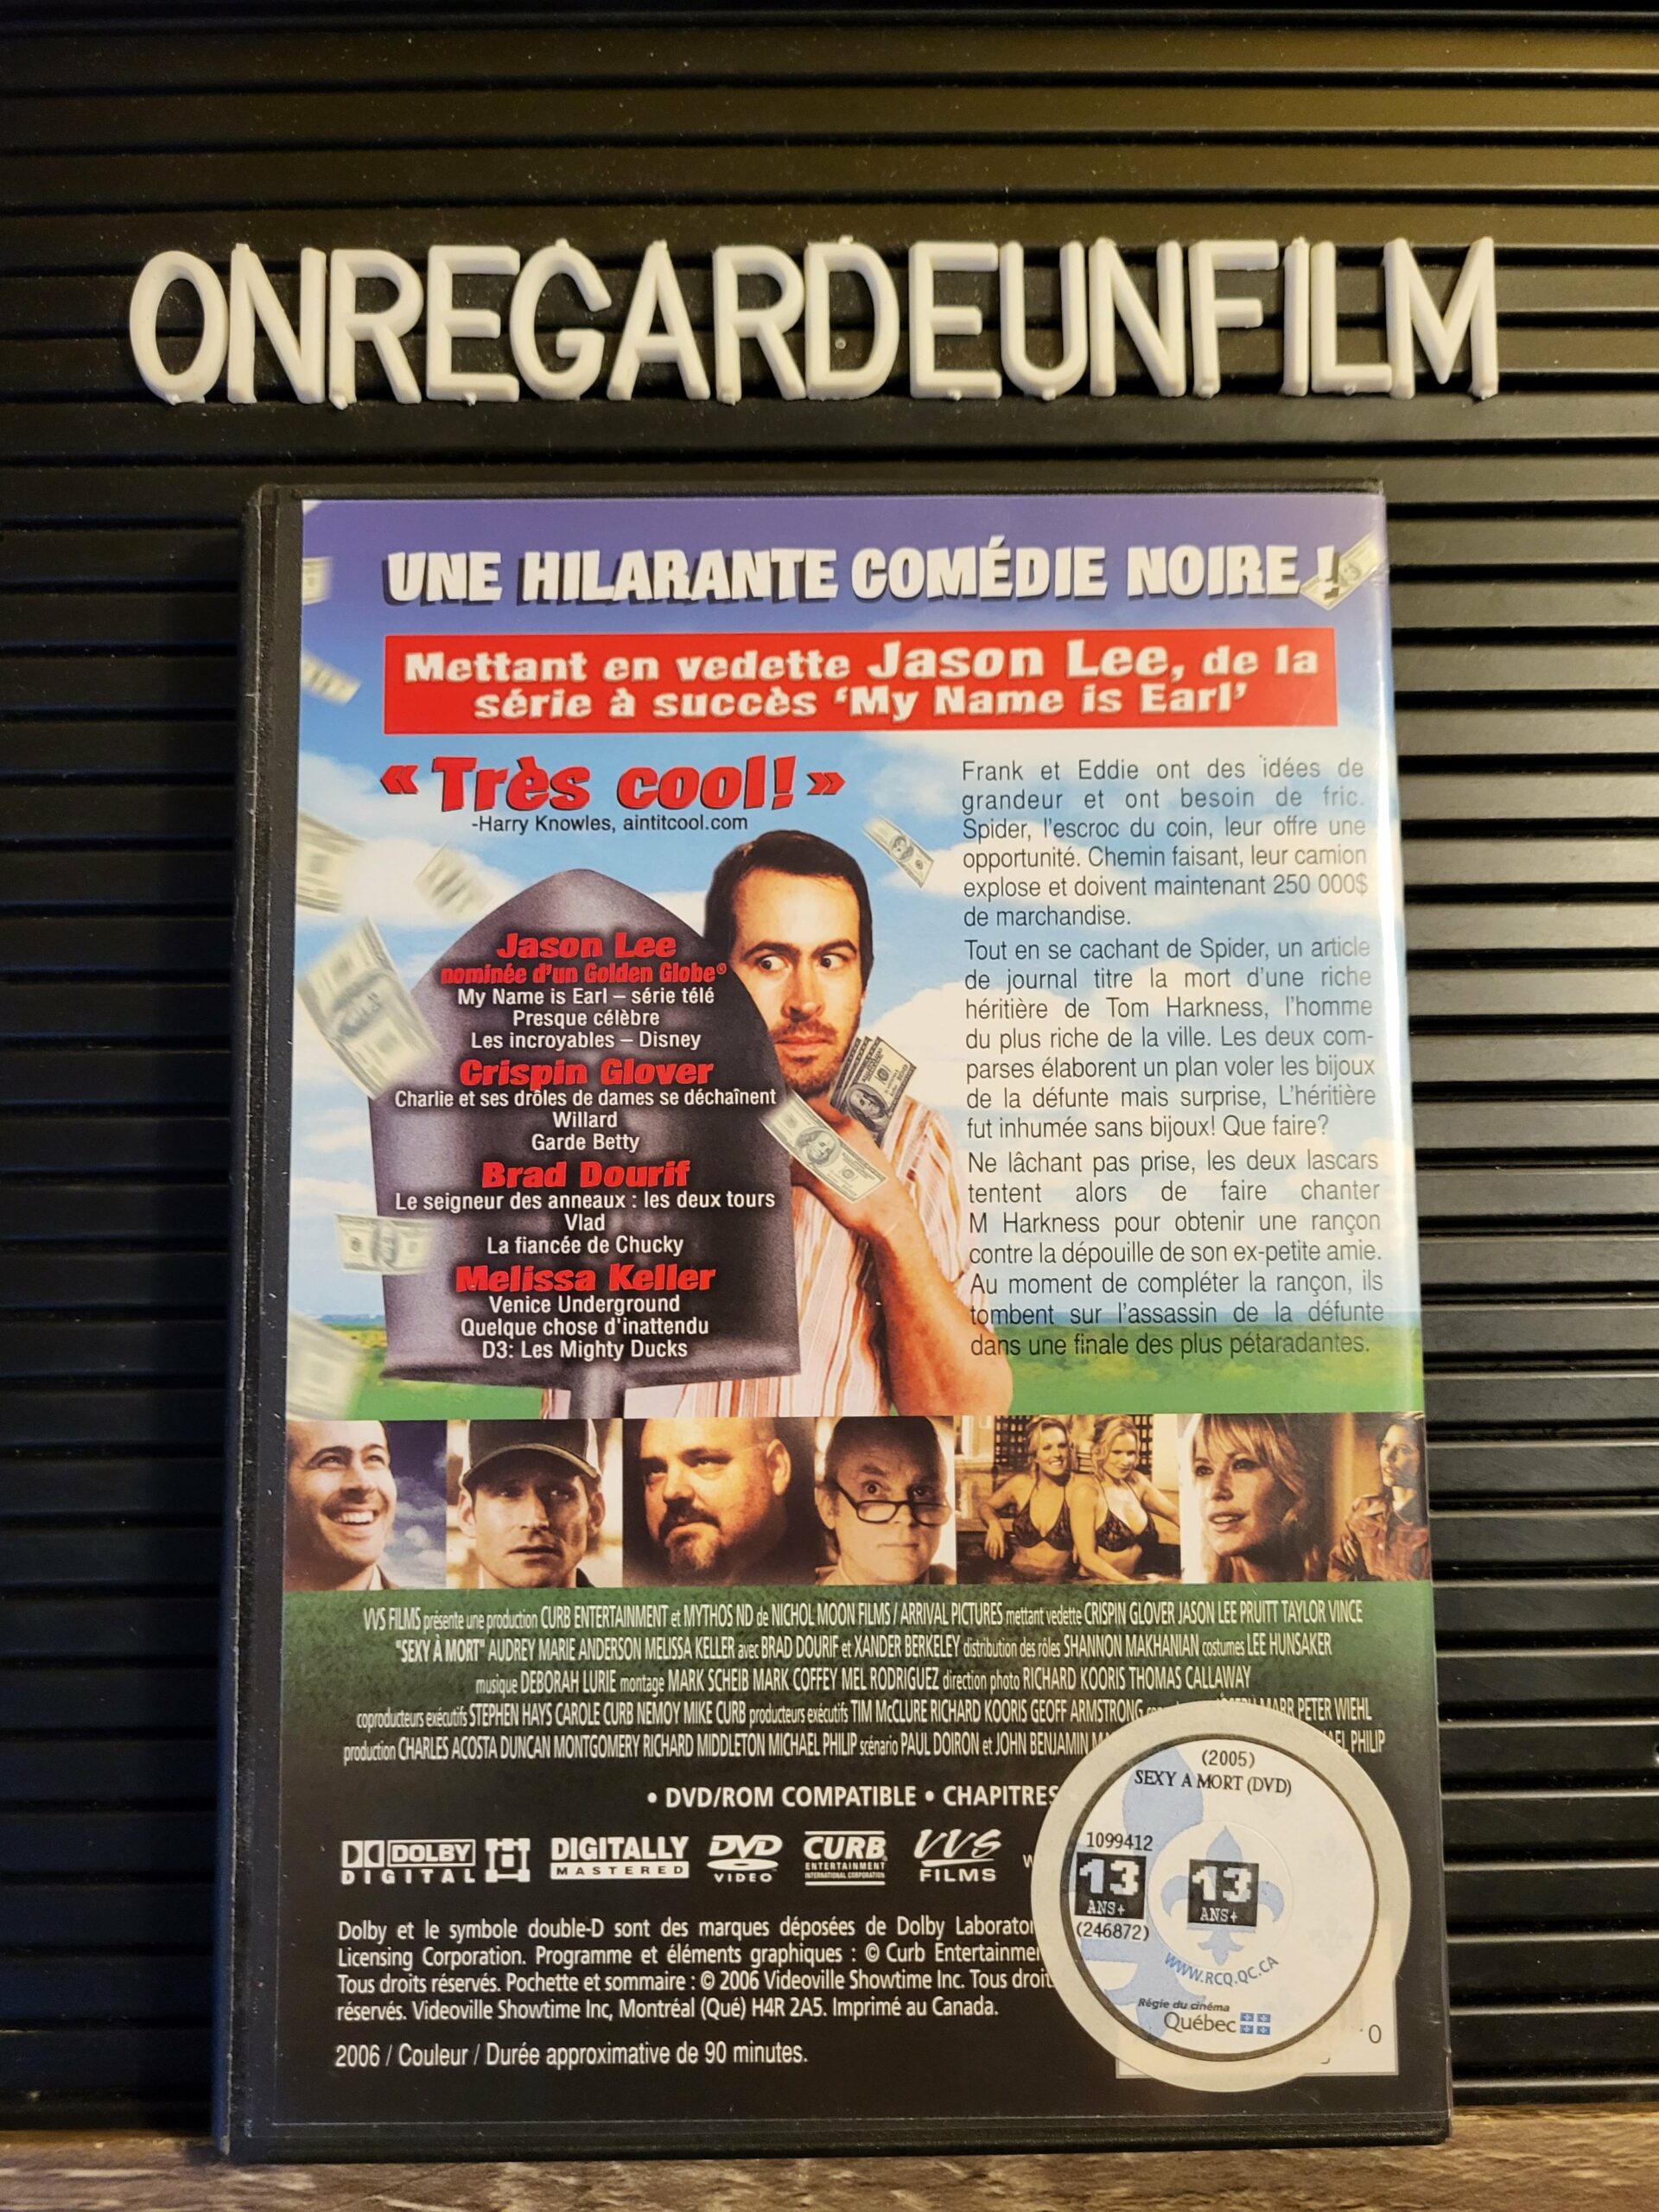 ONREGARDEUNFILM
UNE HILARANTE COMÉDIE NOIRE !
Mettant en vedette Jason Lee, de la
série à succès 'My Name is Earl'
« Très cool! »
-Harry Knowles, aintitcool.com
Jason Lee
nominée d'un Golden Globe®
My Name is Earl – série télé
Presque célèbre
Les incroyables – Disney
Crispin Glover
Charlie et ses drôles de dames se déchaînent
Willard
Garde Betty
Brad Dourif
Le seigneur des anneaux : les deux tours
Vlad
La fiancée de Chucky
Melissa Keller
Venice Underground
Quelque chose d'inattendu
D3: Les Mighty Ducks
Frank et Eddie ont des idées de
grandeur et ont besoin de fric.
Spider, l'escroc du coin, leur offre une
opportunité. Chemin faisant, leur camion
explose et doivent maintenant 250 000$
de marchandise.
Tout en se cachant de Spider, un article
de journal titre la mort d'une riche
héritière de Tom Harkness, l'homme
du plus riche de la ville. Les deux com-
parses élaborent un plan voler les bijoux
de la défunte mais surprise, L'héritière
fut inhumée sans bijoux! Que faire?
Ne lâchant pas prise, les deux lascars
tentent alors de faire chanter
M Harkness pour obtenir une rançon
contre la dépouille de son ex-petite amie.
Au moment de compléter la rançon, ils
tombent sur l'assassin de la défunte
dans une finale des plus pétaradantes.
VVS FILMS présente une production CURB ENTERTAINMENT et MYTHOS ND de NICHOL MOON FILMS / ARRIVAL PICTURES mettant vedette CRISPIN GLOVER JASON LEE PRUITT TAYLOR VINCE
"SEXY À MORT" AUDREY MARIE ANDERSON MELISSA KELLER avec BRAD DOURIF et XANDER BERKELEY distribution des rôles SHANNON MAKHANIAN costumes LEE HUNSAKER
musique DEBORAH LURIE montage MARK SCHEIB MARK COFFEY MEL RODRIGUEZ direction photo RICHARD KOORIS THOMAS CALLAWAY
coproducteurs exécutifs STEPHEN HAYS CAROLE CURB NEMOY MIKE CURB producteurs exécutifs TIM McCLURE RICHARD KOORIS GEOFF ARMSTRONG MARR PETER WIEHL
production CHARLES ACOSTA DUNCAN MONTGOMERY RICHARD MIDDLETON MICHAEL PHILIP scénario PAUL DOIRON et JOHN BENJAMIN PHILIP
• DVD/ROM COMPATIBLE • CHAPITRES
DOLBY
DIGITAL
DIGITALLY
MASTERED
DVD
VIDEO
CURB
ENTERTAINMENT
INTERNATIONAL CORPORATION
VVS
FILMS
Dolby et le symbole double-D sont des marques déposées de Dolby
Licensing Corporation. Programme et éléments graphiques : © Curb
Tous droits réservés. Pochette et sommaire : © 2006 Videoville Showtime Inc. Tous
réservés. Videoville Showtime Inc, Montréal (Qué) H4R 2A5. Imprimé au Canada.
2006 / Couleur / Durée approximative de 90 minutes.
(2005)
SEXY A MORT (DVD)
1099412
13
ANS+
13
ANS+
(246872)
WWW.RCQ.QC.CA
Régie du cinéma
Québec
0